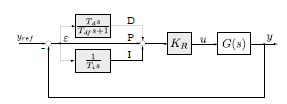 T_d s
T_df s+1
D
y_ref
ε
P
K_R
u
G(s)
y
-
1
T_i s
I